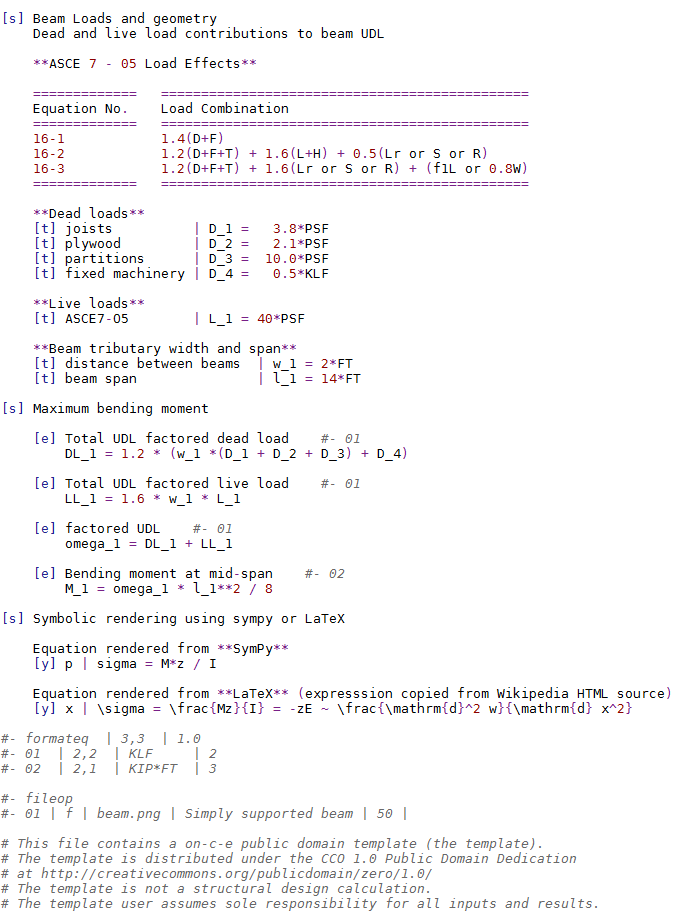 [s] Beam Loads and geometry
Dead and live load contributions to beam UDL
**ASCE 7 - 05 Load Effects**
=============   ==============================================
Equation No.    Load Combination
=============   ==============================================
16-1            1.4(D+F)
16-2            1.2(D+F+T) + 1.6(L+H) + 0.5(Lr or S or R)
16-3            1.2(D+F+T) + 1.6(Lr or S or R) + (f1L or 0.8W)
=============   ==============================================
**Dead loads**
[t] joists          | D_1 =   3.8*PSF
[t] plywood         | D_2 =   2.1*PSF
[t] partitions      | D_3 =  10.0*PSF
[t] fixed machinery | D_4 =   0.5*KLF
**Live loads**
[t] ASCE7-O5        | L_1 = 40*PSF
**Beam tributary width and span**
[t] distance between beams  | w_1 = 2*FT
[t] beam span               | l_1 = 14*FT
[s] Maximum bending moment
[e] Total UDL factored dead load    #- 01
DL_1 = 1.2 * (w_1 *(D_1 + D_2 + D_3) + D_4)
[e] Total UDL factored live load    #- 01
LL_1 = 1.6 * w_1 * L_1
[e] factored UDL    #- 01
omega_1 = DL_1 + LL_1
[e] Bending moment at mid-span    #- 02
M_1 = omega_1 * l_1**2 / 8
[s] Symbolic rendering using sympy or LaTeX
Equation rendered from **SymPy**
[y] p | sigma = M*z / I
Equation rendered from **LaTeX** (expresssion copied from Wikipedia HTML source)
[y] x | \sigma = \frac{Mz}{I} = -zE ~ \frac{\mathrm{d}^2 w}{\mathrm{d} x^2}
#- formateq  | 3,3  | 1.0
#- 01  | 2,2  | KLF     | 2
#- 02  | 2,1  | KIP*FT  | 3
#- fileop
#- 01 | f | beam.png | Simply supported beam | 50 |
# This file contains a on-c-e public domain template (the template).
# The template is distributed under the CCO 1.0 Public Domain Dedication
# at http://creativecommons.org/publicdomain/zero/1.0/
# The template is not a structural design calculation.
# The template user assumes sole responsibility for all inputs and results.